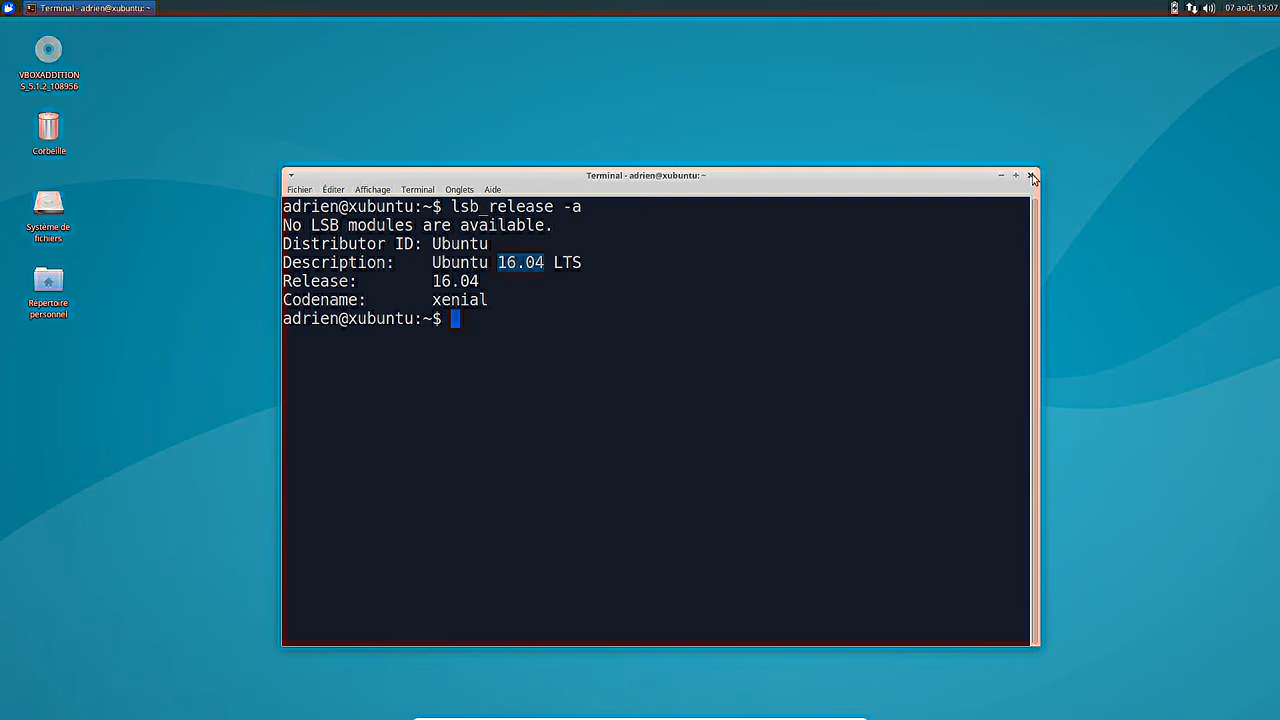 Terminal - adrien@xubuntu: ~
07 août, 15:07
VBOXADDITION
S_5.1.2_108956
Corbeille
Système de
fichiers
Répertoire
personnel
Terminal - adrien@xubuntu: ~
Fichier Éditer Affichage Terminal Onglets Aide
adrien@xubuntu:~$ lsb_release -a
No LSB modules are available.
Distributor ID: Ubuntu
Description: Ubuntu 16.04 LTS
Release: 16.04
Codename: xenial
adrien@xubuntu:~$